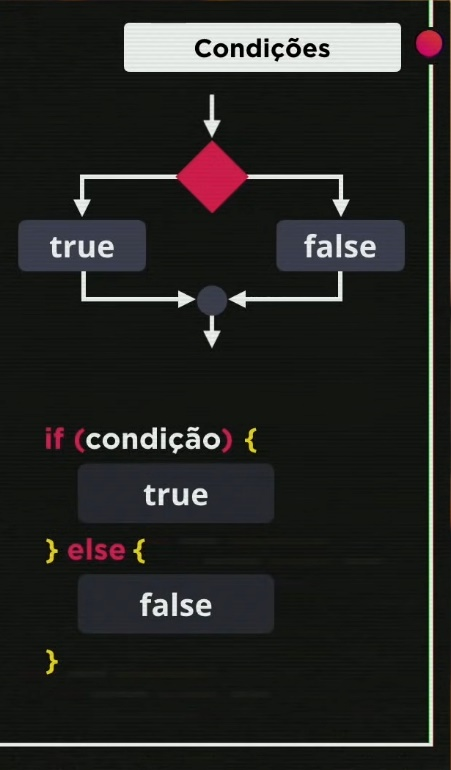 Condições
true false
if (condição) {
true
} else {
false
}